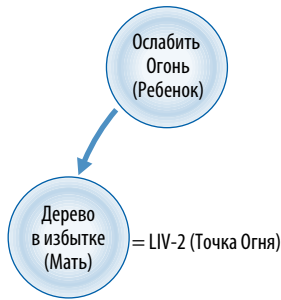 Ослабить
Огонь
(Ребенок)
Дерево
в избытке
(Мать)
= LIV-2 (Точка Огня)